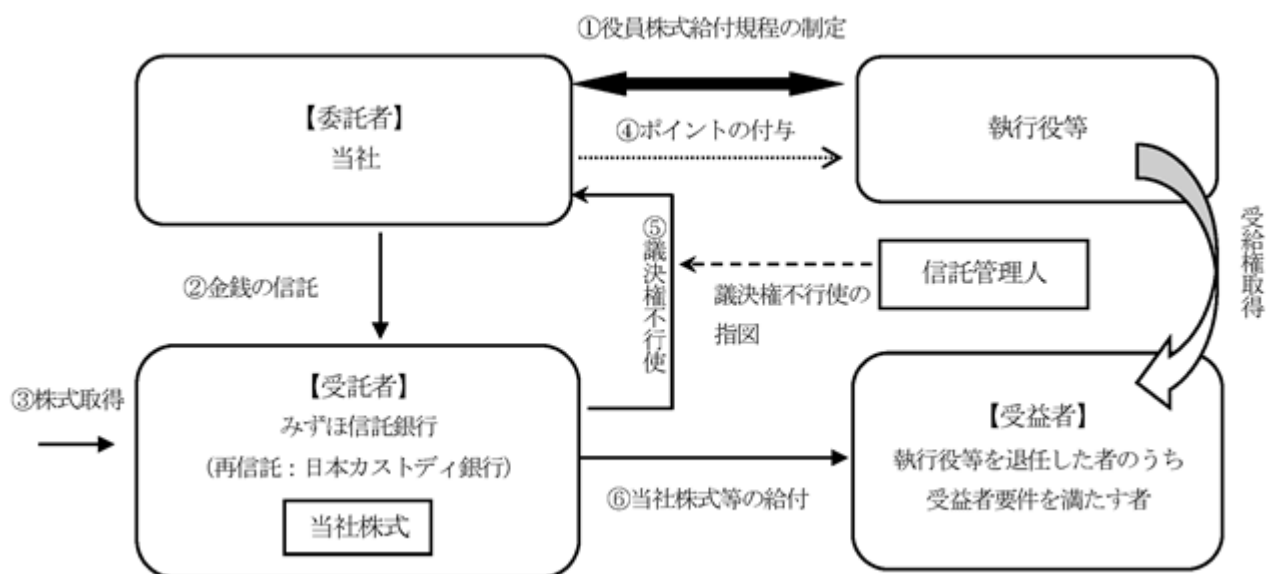 ①役員株式給付規程の制定
【委託者】
当社
④ポイントの付与
執行役等
②金銭の信託
⑤議決権不行使
議決権不行使の
指図
信託管理人
受給権取得
③株式取得
【受託者】
みずほ信託銀行
(再信託：日本カストディ銀行)
当社株式
⑥当社株式等の給付
【受益者】
執行役等を退任した者のうち
受益者要件を満たす者